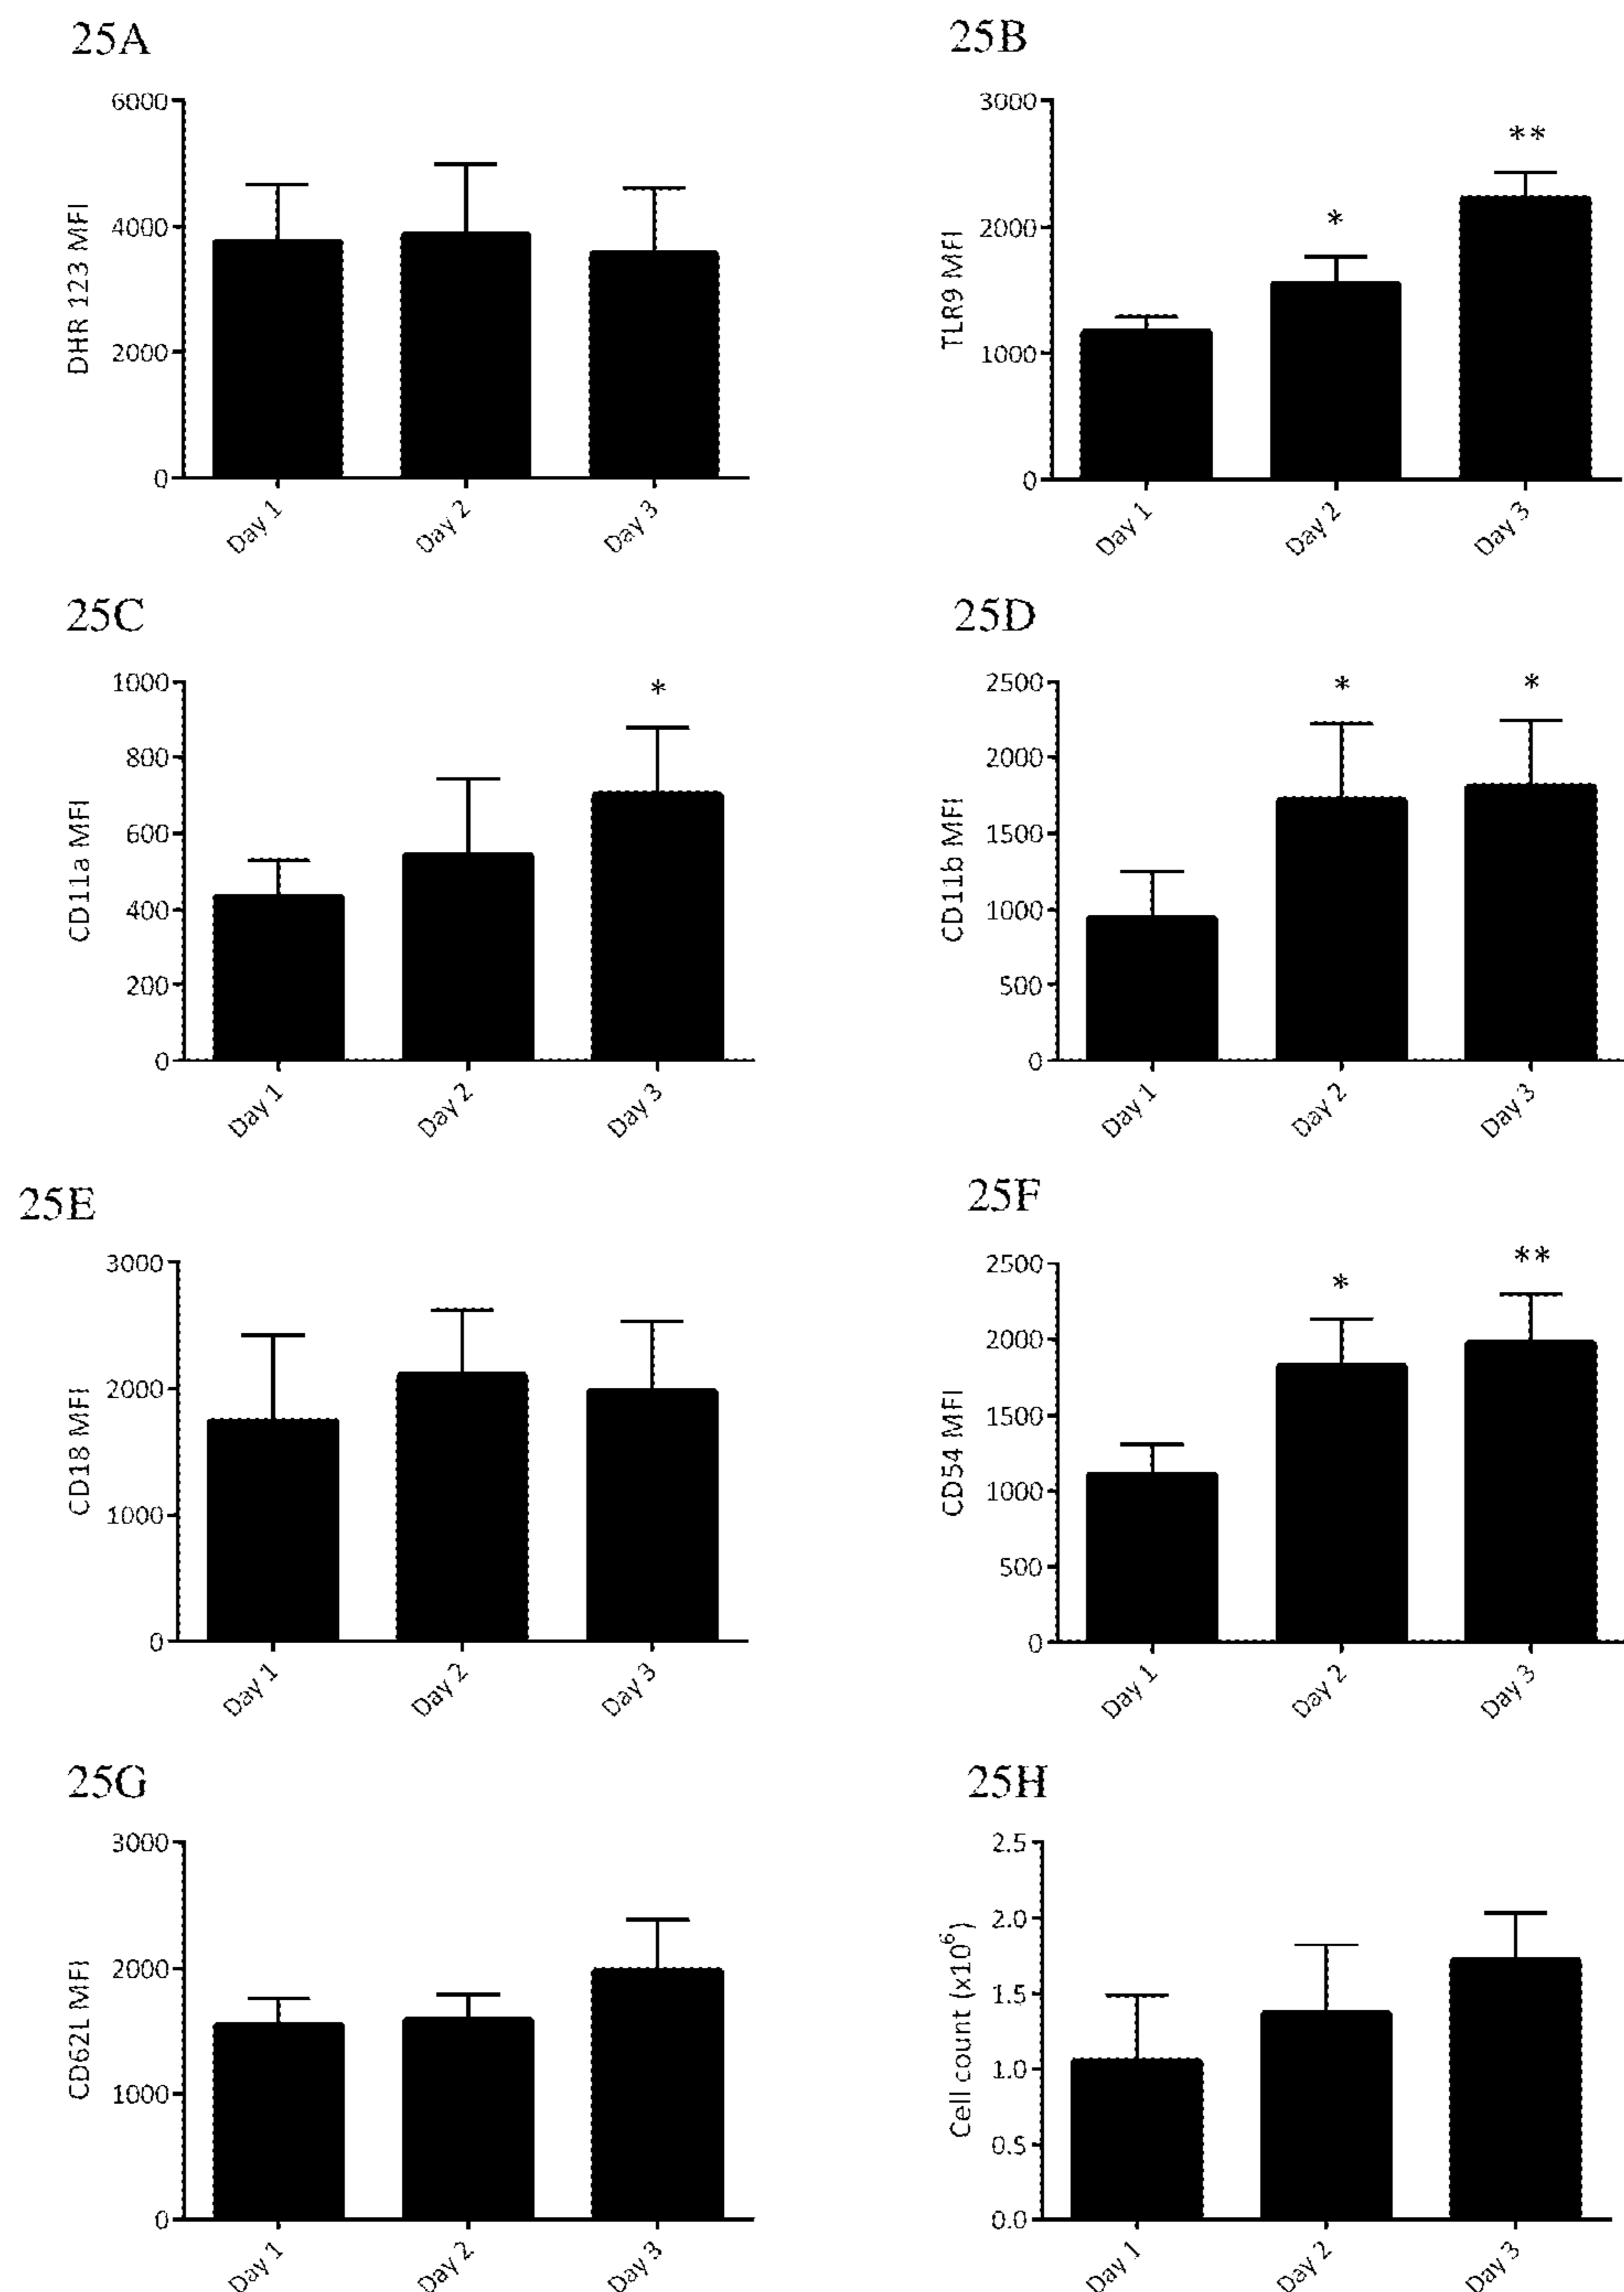 25A
6000
4000
2000
0
DHR 123 MFI
Day 1
Day 2
Day 3
25B
3000
2000
1000
0
TLR9 MFI
*
**
Day 1
Day 2
Day 3
25C
1000
800
600
400
200
0
CD11a MFI
*
Day 1
Day 2
Day 3
25D
2500
2000
1500
1000
500
0
CD11b MFI
*
*
Day 1
Day 2
Day 3
25E
3000
2000
1000
0
CD18 MFI
Day 1
Day 2
Day 3
25F
2500
2000
1500
1000
500
0
CD54 MFI
*
**
Day 1
Day 2
Day 3
25G
3000
2000
1000
0
CD62L MFI
Day 1
Day 2
Day 3
25H
2.5
2.0
1.5
1.0
0.5
0.0
Cell count (x10⁶)
Day 1
Day 2
Day 3